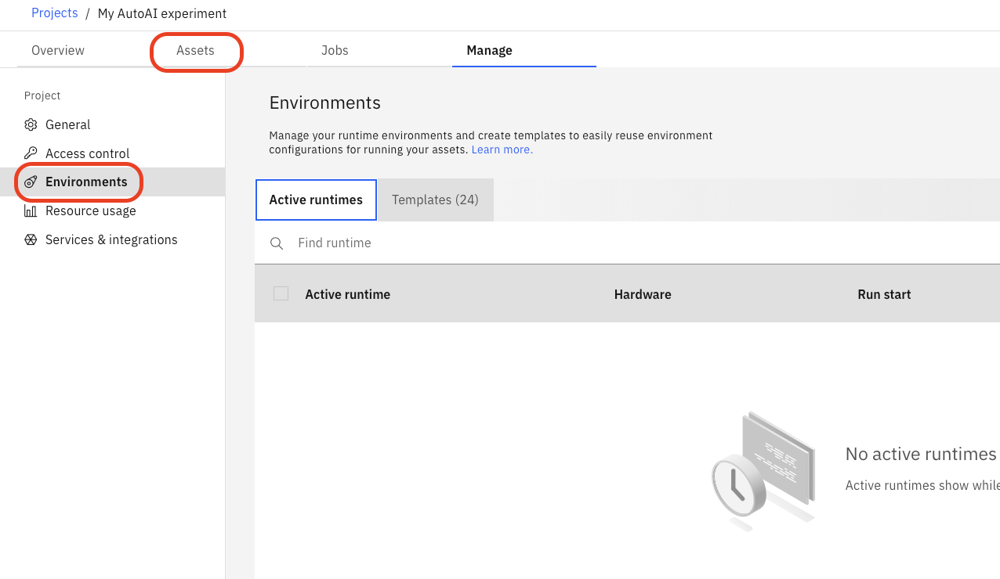 Projects / My AutoAI experiment
Overview Assets Jobs Manage
Project
General
Access control
Environments
Resource usage
Services & integrations
Environments
Manage your runtime environments and create templates to easily reuse environment
configurations for running your assets. Learn more.
Active runtimes Templates (24)
Find runtime
Active runtime Hardware Run start
No active runtimes
Active runtimes show while